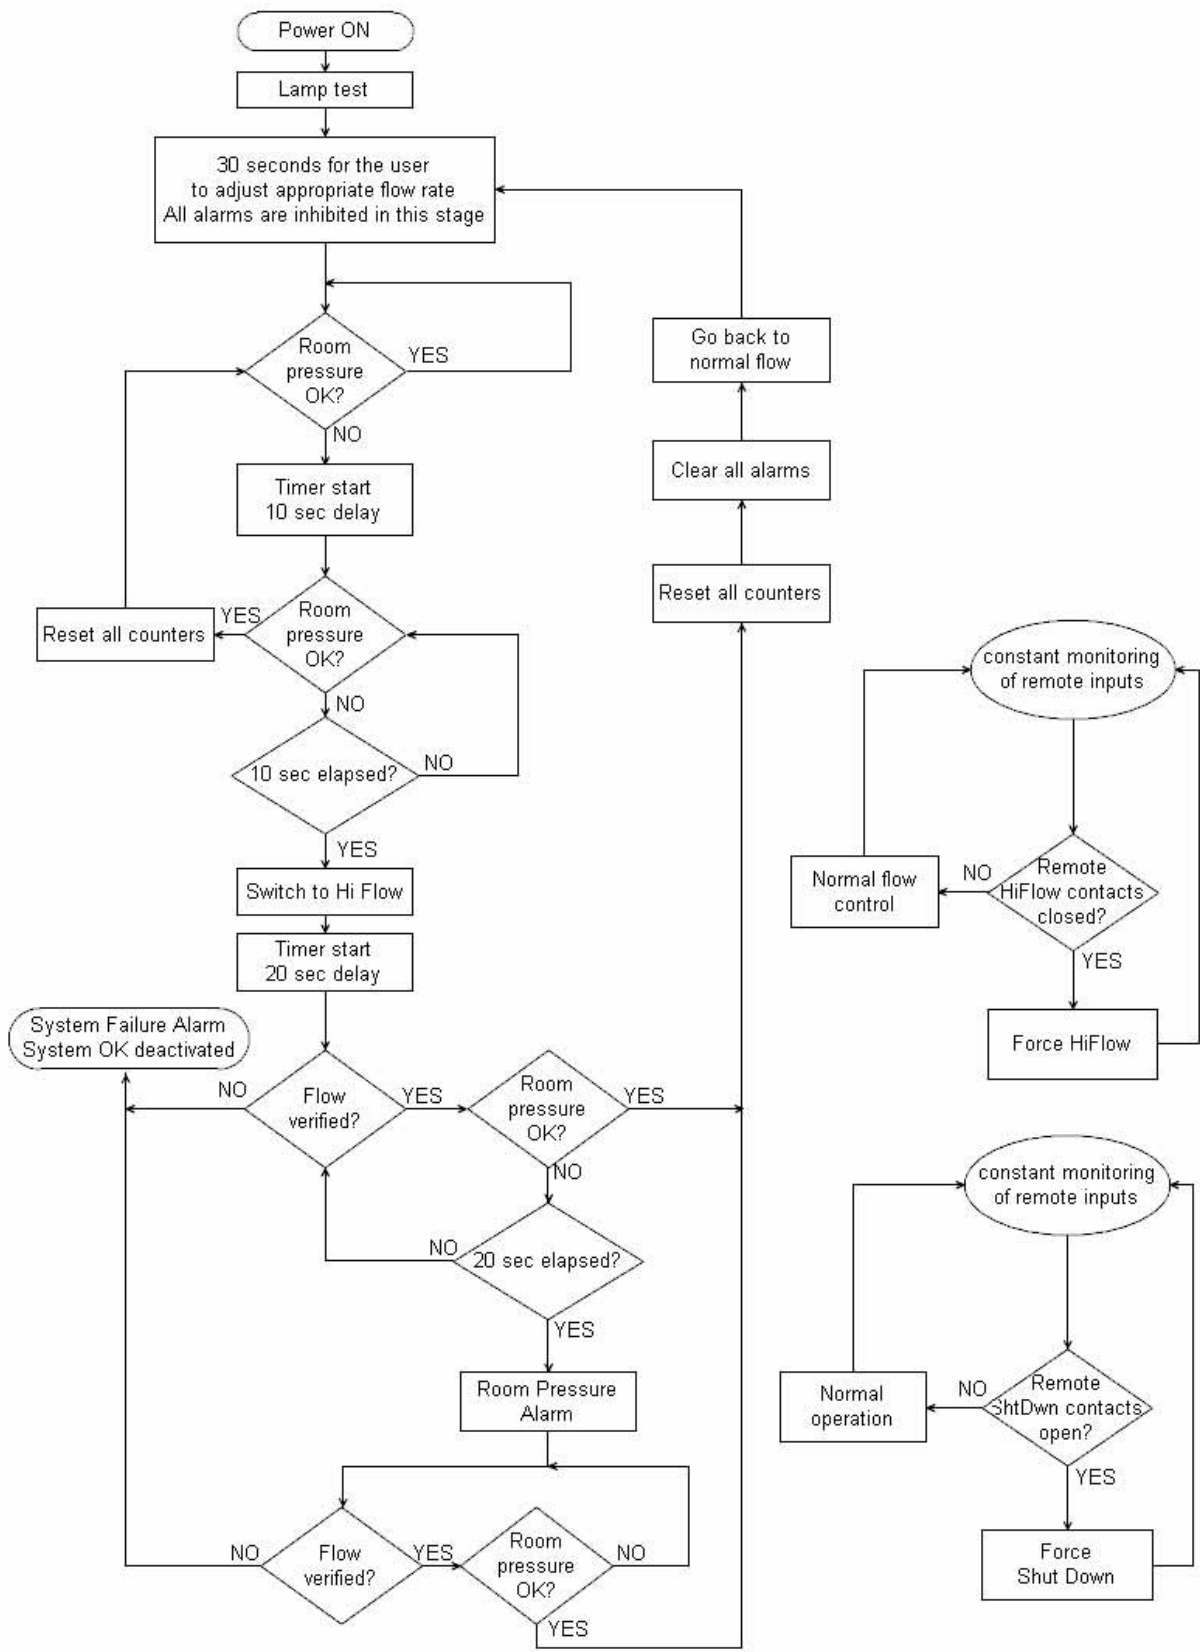 Power ON
Lamp test
30 seconds for the user
to adjust appropriate flow rate
All alarms are inhibited in this stage
Room
pressure
OK?
YES
NO
Timer start
10 sec delay
Room
pressure
OK?
YES
Reset all counters
NO
10 sec elapsed?
NO
YES
Switch to Hi Flow
Timer start
20 sec delay
System Failure Alarm
System OK deactivated
NO
Flow
verified?
YES
Room
pressure
OK?
YES
NO
20 sec elapsed?
NO
YES
Room Pressure
Alarm
NO
Flow
verified?
YES
Room
pressure
OK?
NO
YES
Go back to
normal flow
Clear all alarms
Reset all counters
constant monitoring
of remote inputs
Normal flow
control
NO
Remote
HiFlow contacts
closed?
YES
Force HiFlow
constant monitoring
of remote inputs
Normal
operation
NO
Remote
ShtDwn contacts
open?
YES
Force
Shut Down